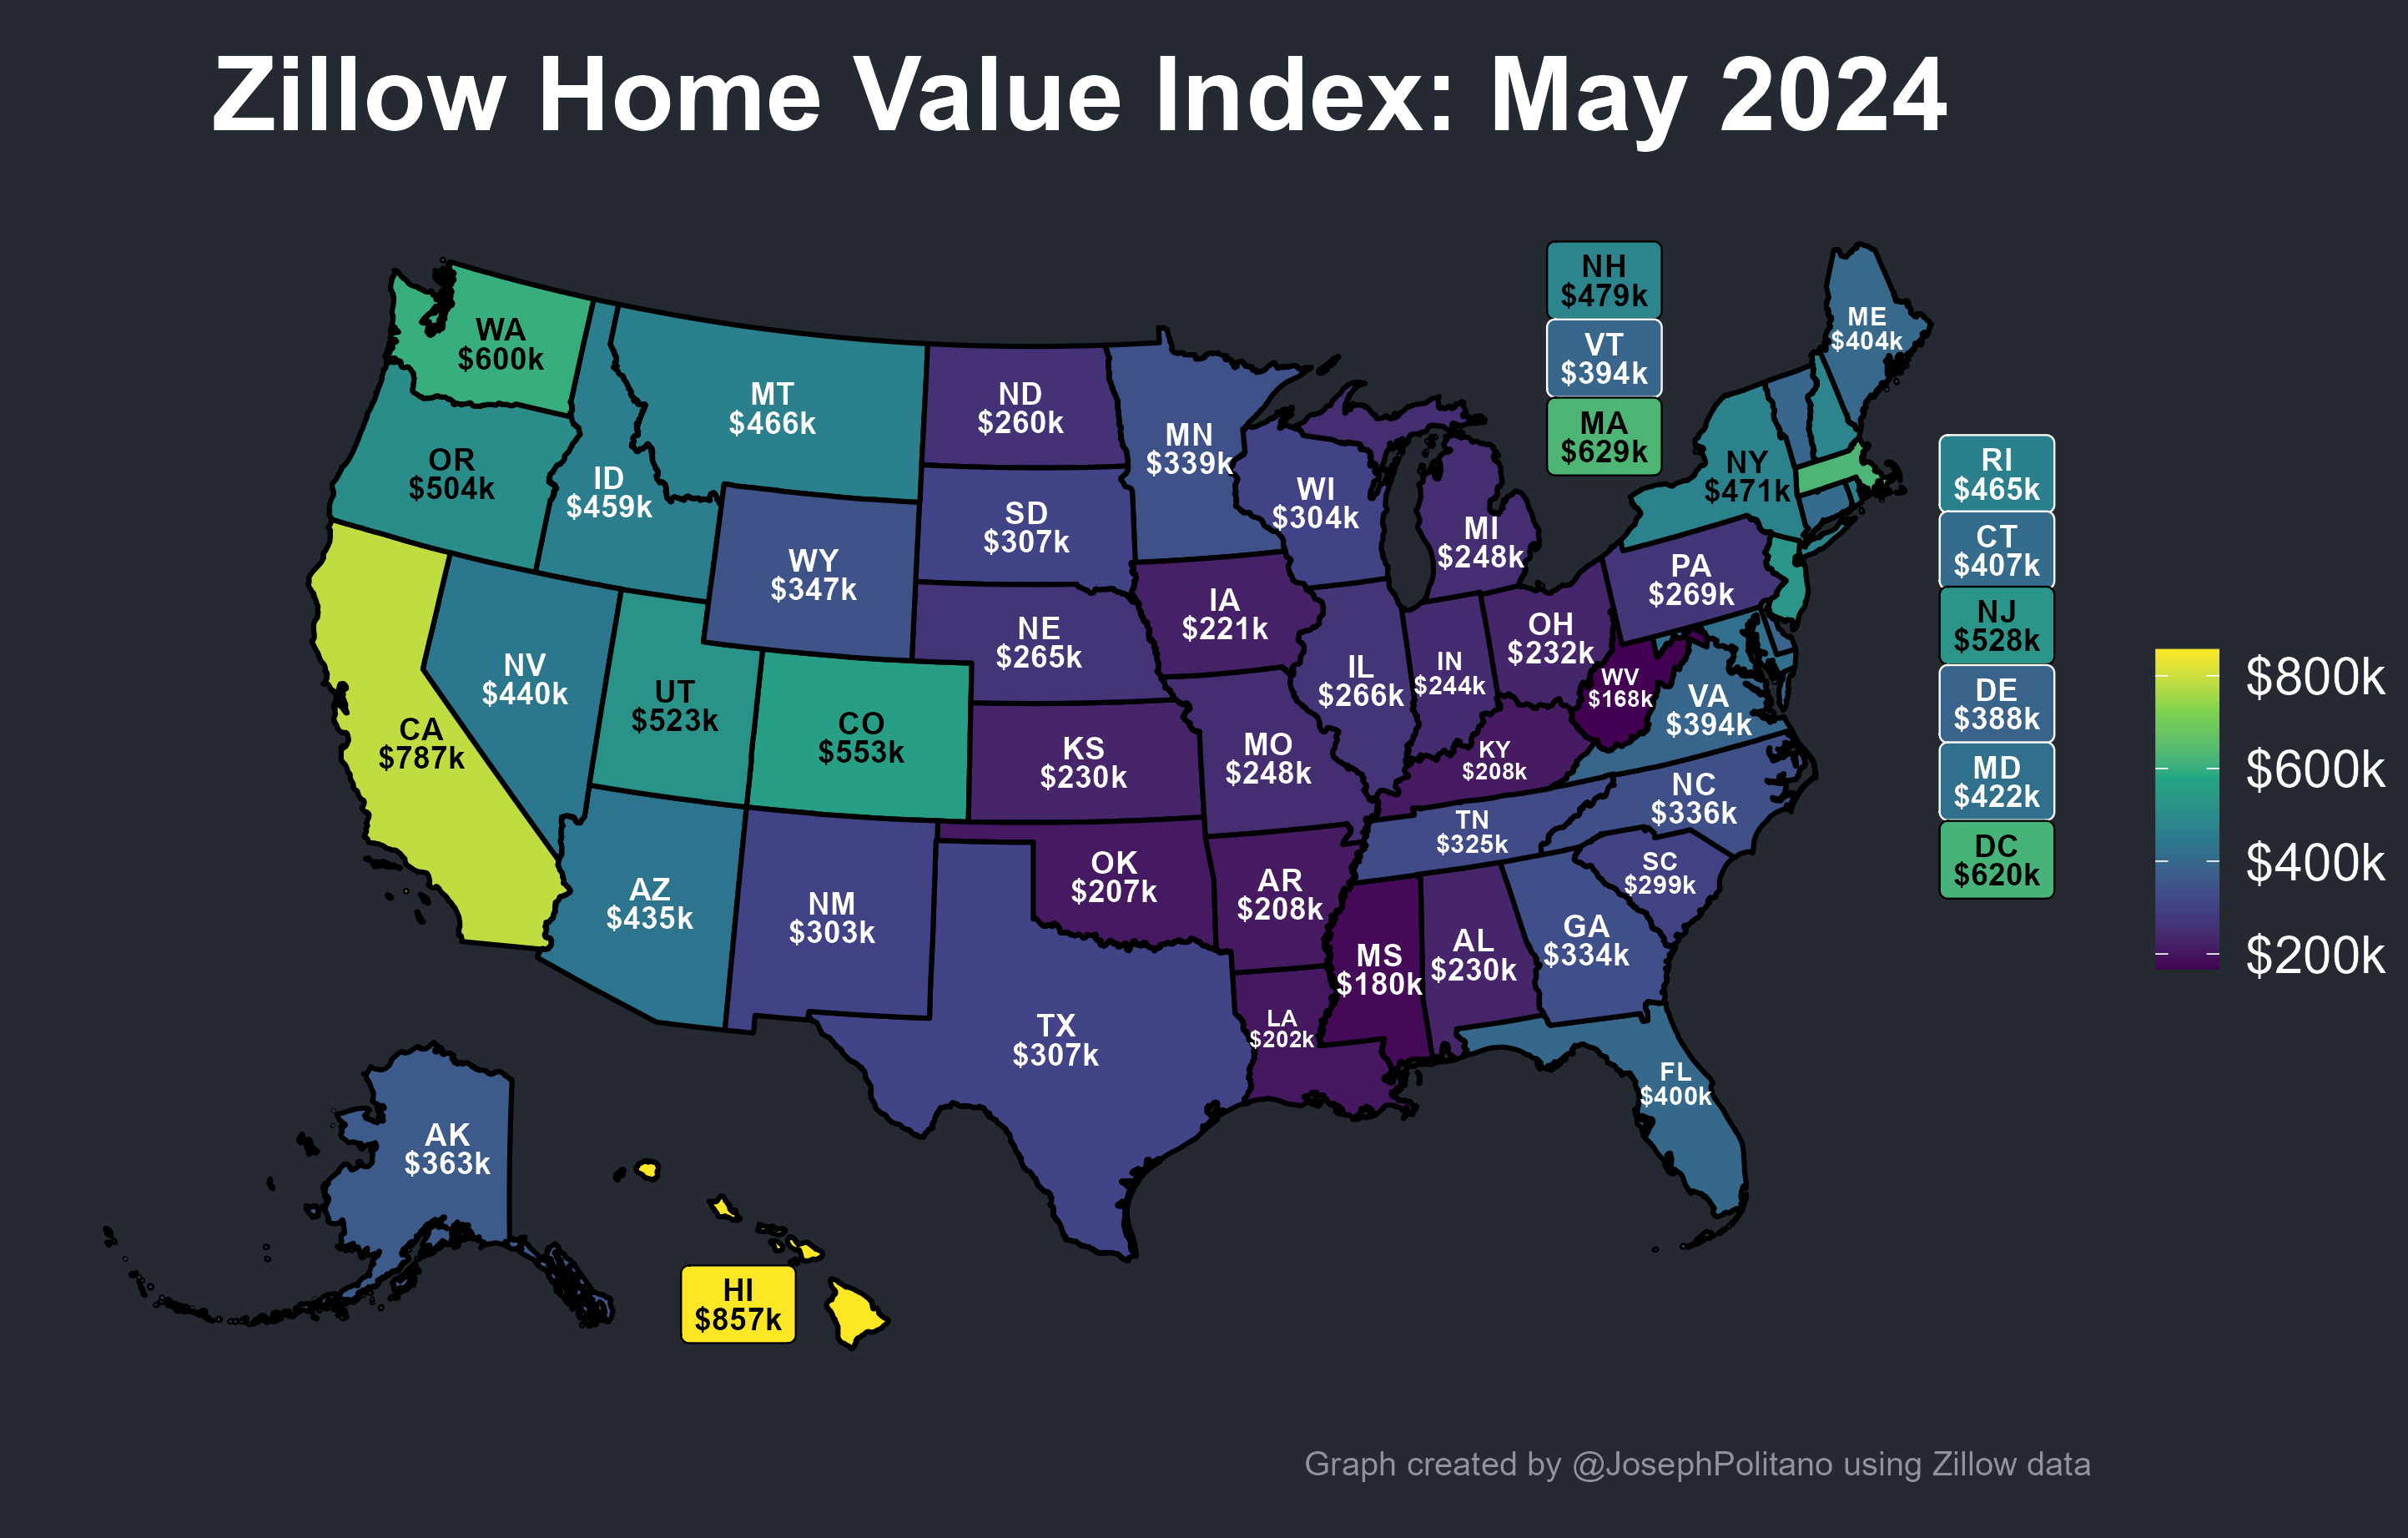 Zillow Home Value Index: May 2024
WA
$600k
OR
$504k
CA
$787k
ID
$459k
NV
$440k
MT
$466k
WY
$347k
UT
$523k
CO
$553k
AZ
$435k
NM
$303k
ND
$260k
SD
$307k
NE
$265k
KS
$230k
OK
$207k
TX
$307k
MN
$339k
IA
$221k
MO
$248k
AR
$208k
LA
$202k
WI
$304k
IL
$266k
MI
$248k
IN
$244k
OH
$232k
KY
$208k
TN
$325k
MS
$180k
AL
$230k
GA
$334k
FL
$400k
SC
$299k
NC
$336k
VA
$394k
WV
$168k
PA
$269k
NY
$471k
ME
$404k
NH
$479k
VT
$394k
MA
$629k
RI
$465k
CT
$407k
NJ
$528k
DE
$388k
MD
$422k
DC
$620k
AK
$363k
HI
$857k
$800k
$600k
$400k
$200k
Graph created by @JosephPolitano using Zillow data